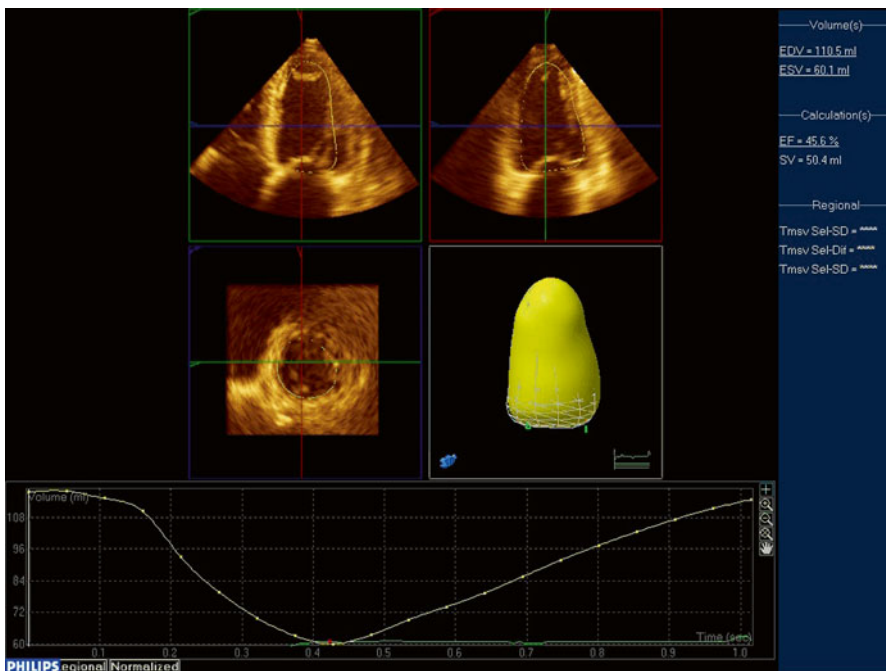 Volume(s)
EDV = 110.5 ml
ESV = 60.1 ml
Calculation(s)
EF = 45.6 %
SV = 50.4 ml
Regional
Tmsv Sel-SD = ****
Tmsv Sel-Dif = ****
Tmsv Sel-SD = ****
Volume (ml)
108
96
84
72
60
Time (sec)
0.1 0.2 0.3 0.4 0.5 0.6 0.7 0.8 0.9 1.0
PHILIPS egional Normalized